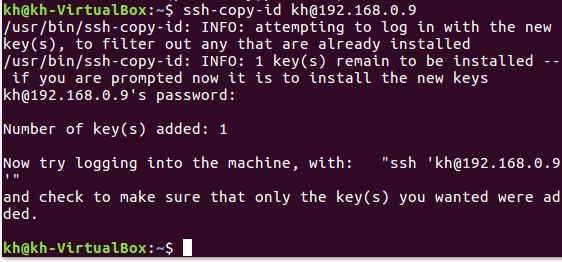 kh@kh-VirtualBox:~$ ssh-copy-id kh@192.168.0.9
/usr/bin/ssh-copy-id: INFO: attempting to log in with the new
key(s), to filter out any that are already installed
/usr/bin/ssh-copy-id: INFO: 1 key(s) remain to be installed --
 if you are prompted now it is to install the new keys
kh@192.168.0.9's password:
Number of key(s) added: 1
Now try logging into the machine, with:   "ssh 'kh@192.168.0.9
'"
and check to make sure that only the key(s) you wanted were ad
ded.
kh@kh-VirtualBox:~$